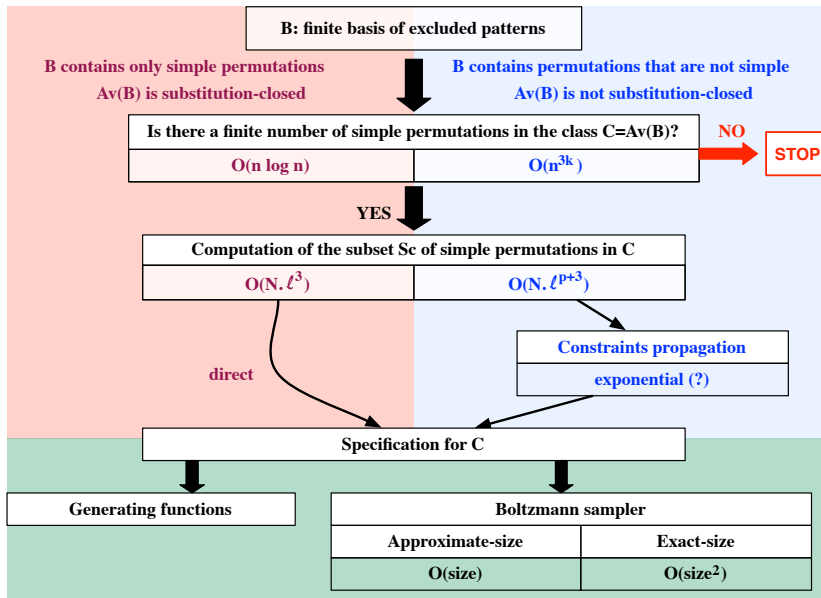 B: finite basis of excluded patterns
B contains only simple permutations
Av(B) is substitution-closed
B contains permutations that are not simple
Av(B) is not substitution-closed
Is there a finite number of simple permutations in the class C=Av(B)?
NO
STOP
O(n log n)
O(n^{3k})
YES
Computation of the subset Sc of simple permutations in C
O(N. ℓ^3)
O(N. ℓ^{p+3})
Constraints propagation
exponential (?)
direct
Specification for C
Generating functions
Boltzmann sampler
Approximate-size
Exact-size
O(size)
O(size^2)